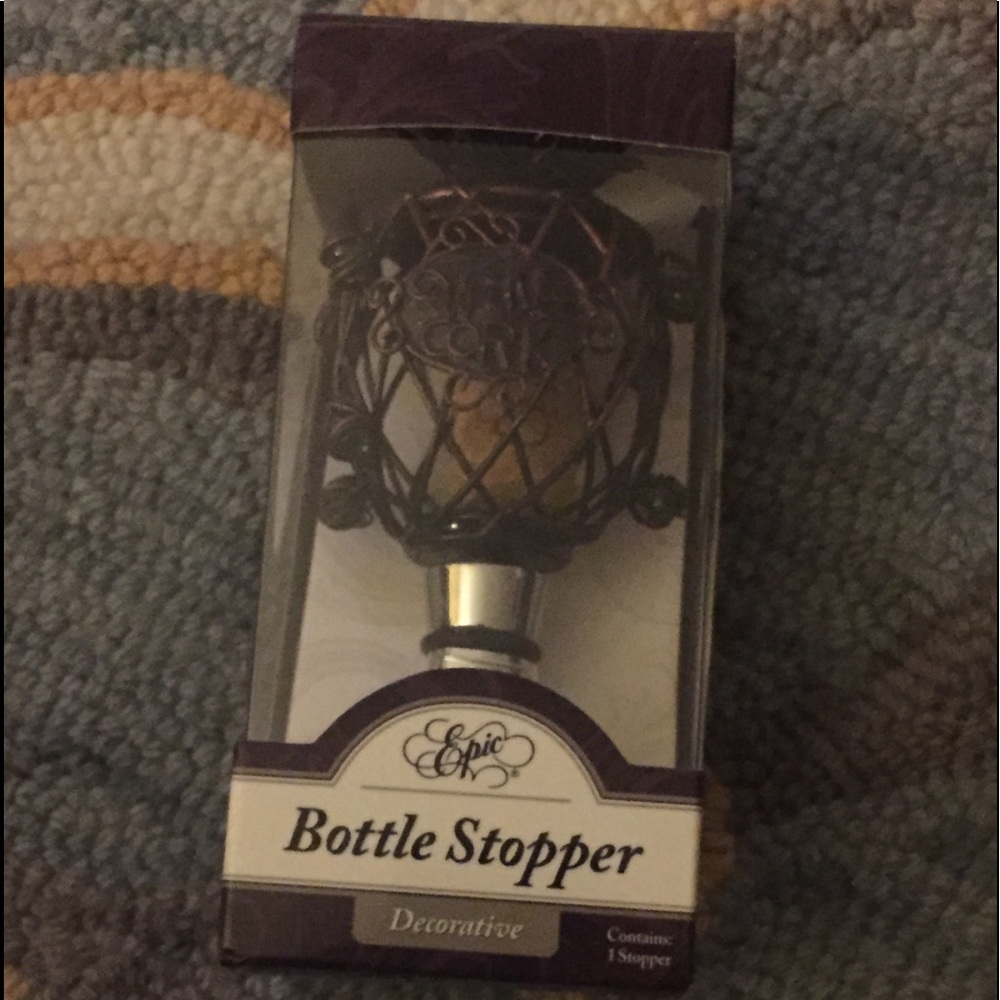 Epic®
Bottle Stopper
Decorative
Contains:
1 Stopper